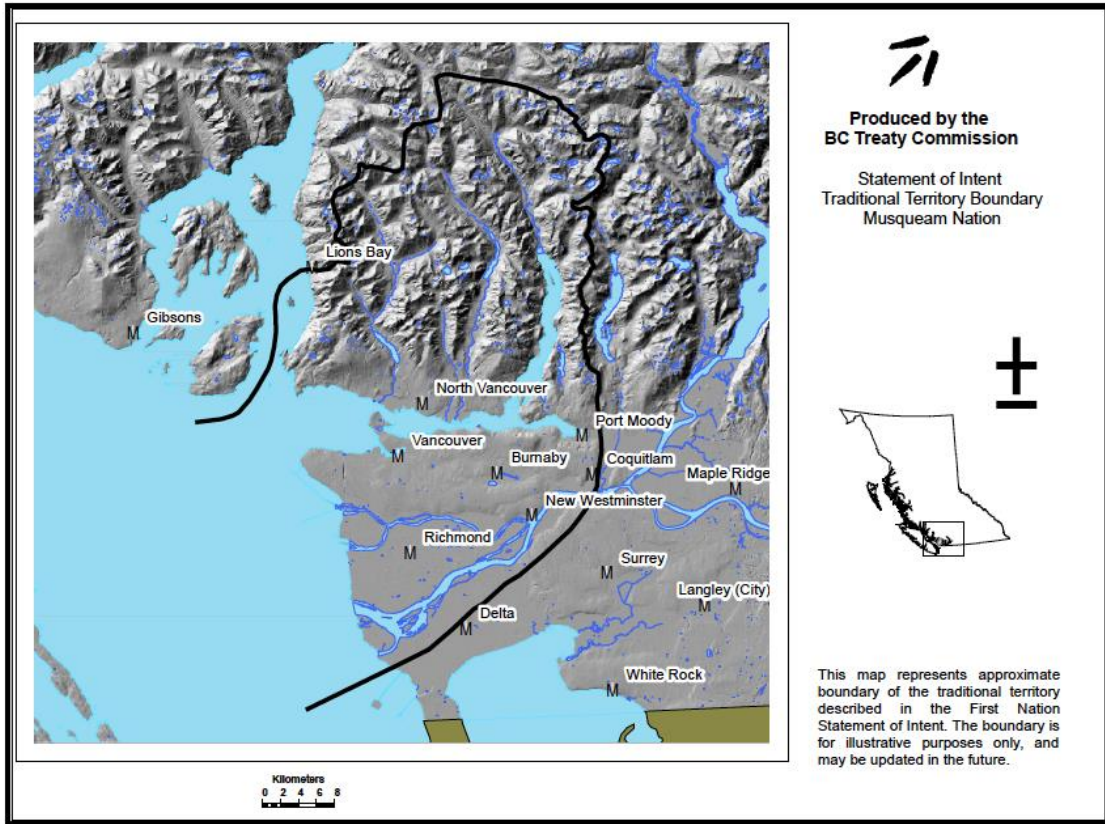 Produced by the
BC Treaty Commission
Statement of Intent
Traditional Territory Boundary
Musqueam Nation
Lions Bay
M
Gibsons
M
North Vancouver
M
Port Moody
M
Vancouver
M
Burnaby
M
Coquitlam
M
Maple Ridge
M
New Westminster
M
Richmond
M
Surrey
M
Langley (City)
M
Delta
M
White Rock
M
This map represents approximate
boundary of the traditional territory
described in the First Nation
Statement of Intent. The boundary is
for illustrative purposes only, and
may be updated in the future.
Kilometers
0 2 4 6 8